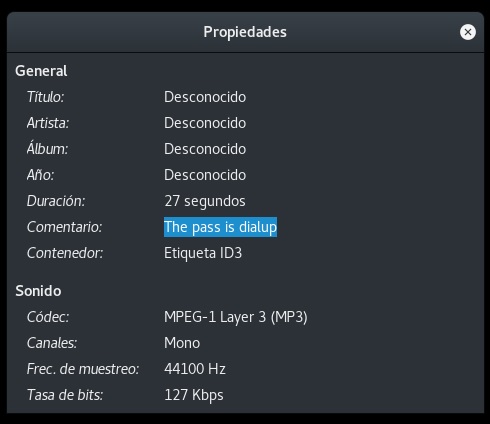 Propiedades
General
Título: Desconocido
Artista: Desconocido
Álbum: Desconocido
Año: Desconocido
Duración: 27 segundos
Comentario: The pass is dialup
Contenedor: Etiqueta ID3
Sonido
Códec: MPEG-1 Layer 3 (MP3)
Canales: Mono
Frec. de muestreo: 44100 Hz
Tasa de bits: 127 Kbps